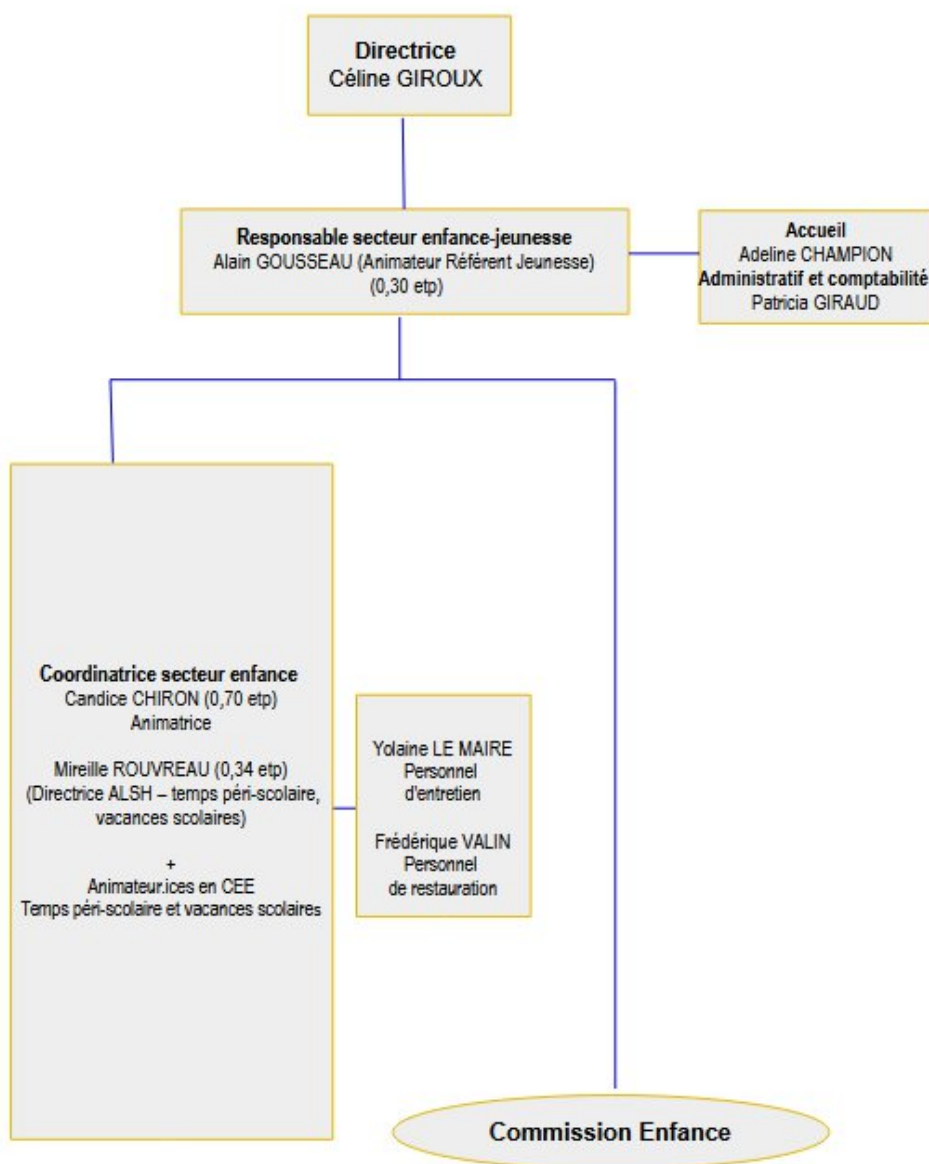 Directrice
Céline GIROUX
Responsable secteur enfance-jeunesse
Alain GOUSSEAU (Animateur Référent Jeunesse)
(0,30 etp)
Accueil
Adeline CHAMPION
Administratif et comptabilité
Patricia GIRAUD
Coordinatrice secteur enfance
Candice CHIRON (0,70 etp)
Animatrice
Mireille ROUVREAU (0,34 etp)
(Directrice ALSH – temps péri-scolaire,
vacances scolaires)
+
Animateur.ices en CEE
Temps péri-scolaire et vacances scolaires
Yolaine LE MAIRE
Personnel
d'entretien
Frédérique VALIN
Personnel
de restauration
Commission Enfance